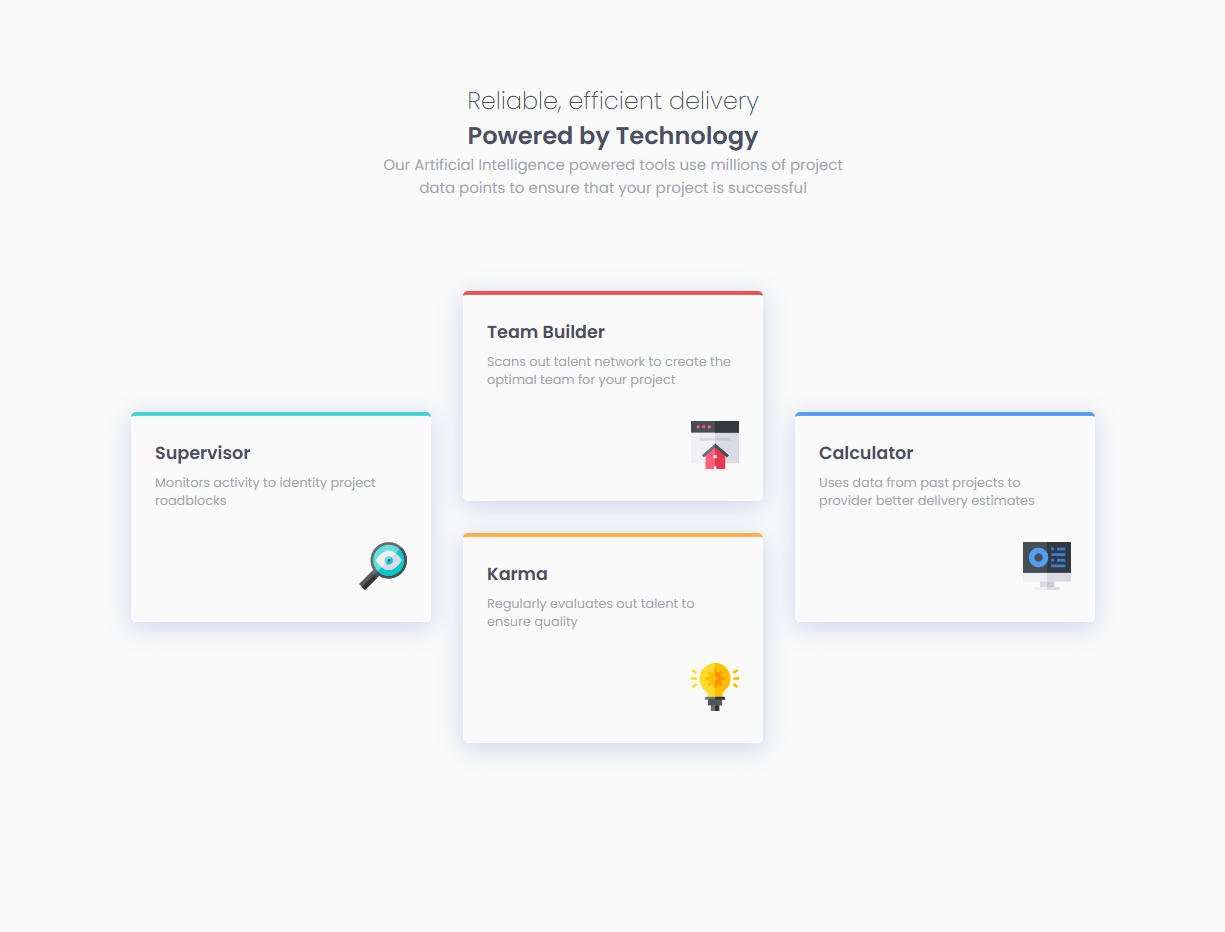 Reliable, efficient delivery
Powered by Technology
Our Artificial Intelligence powered tools use millions of project
data points to ensure that your project is successful
Team Builder
Scans out talent network to create the
optimal team for your project
Supervisor
Monitors activity to identity project
roadblocks
Calculator
Uses data from past projects to
provider better delivery estimates
Karma
Regularly evaluates out talent to
ensure quality